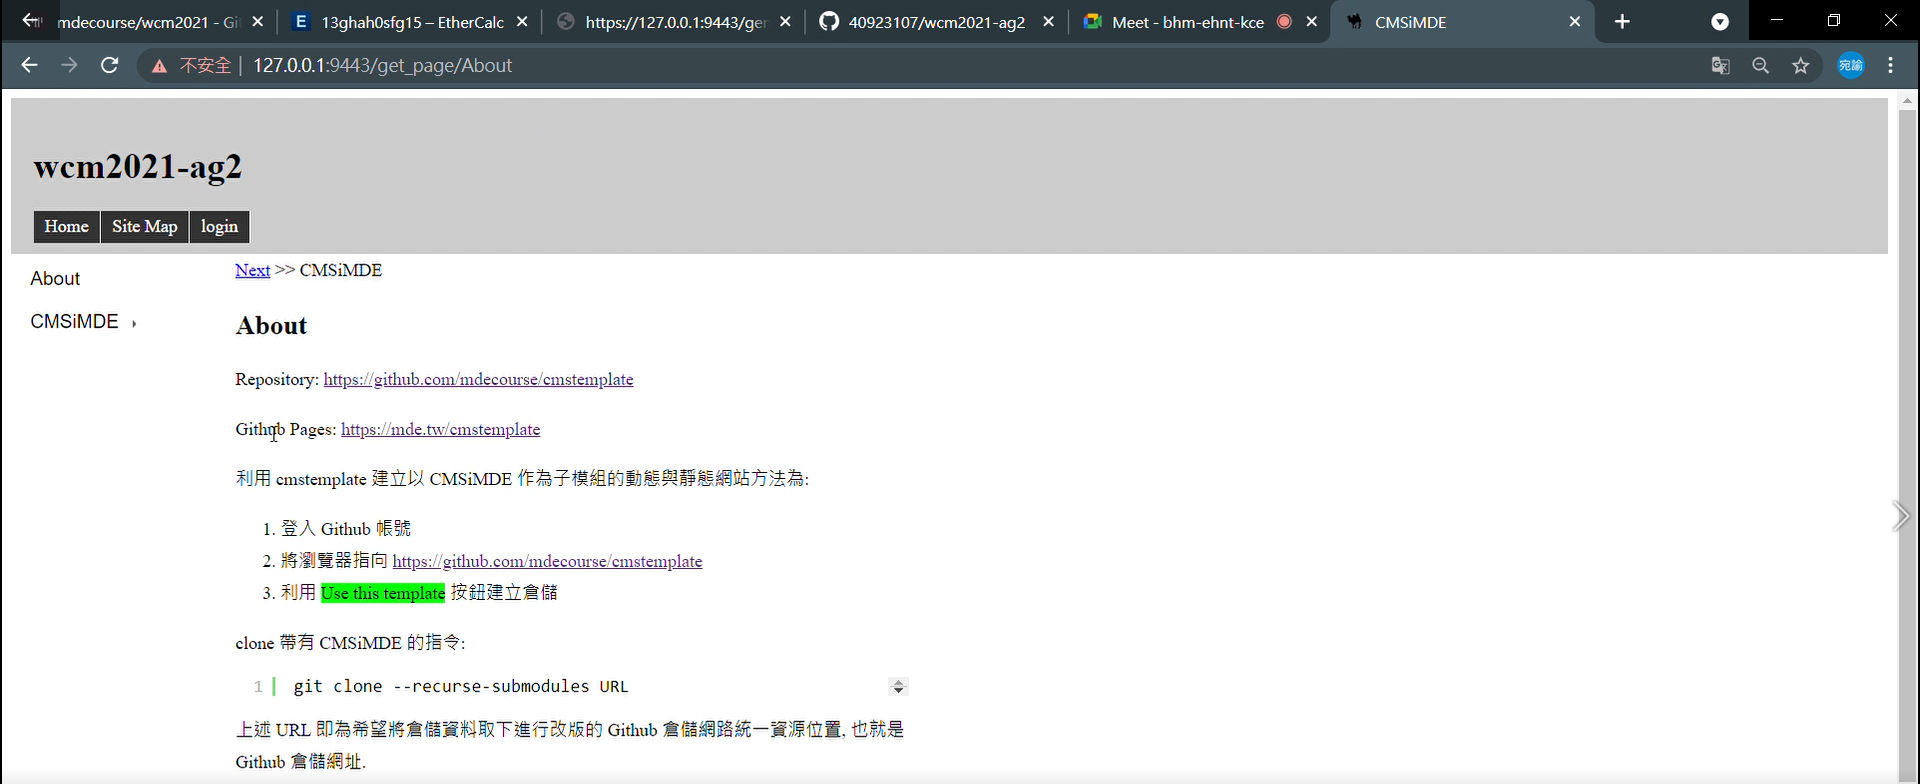 mdecourse/wcm2021 - Git
13ghah0sfg15 – EtherCalc
https://127.0.0.1:9443/ger
40923107/wcm2021-ag2
Meet - bhm-ehnt-kce
CMSiMDE
不安全 127.0.0.1:9443/get_page/About
宛諭
wcm2021-ag2
Home Site Map login
About
CMSiMDE
Next >> CMSiMDE
About
Repository: https://github.com/mdecourse/cmstemplate
Github Pages: https://mde.tw/cmstemplate
利用 cmstemplate 建立以 CMSiMDE 作為子模組的動態與靜態網站方法為:
1. 登入 Github 帳號
2. 將瀏覽器指向 https://github.com/mdecourse/cmstemplate
3. 利用 Use this template 按鈕建立倉儲
clone 帶有 CMSiMDE 的指令:
1 git clone --recurse-submodules URL
上述 URL 即為希望將倉儲資料取下進行改版的 Github 倉儲網路統一資源位置, 也就是
Github 倉儲網址.